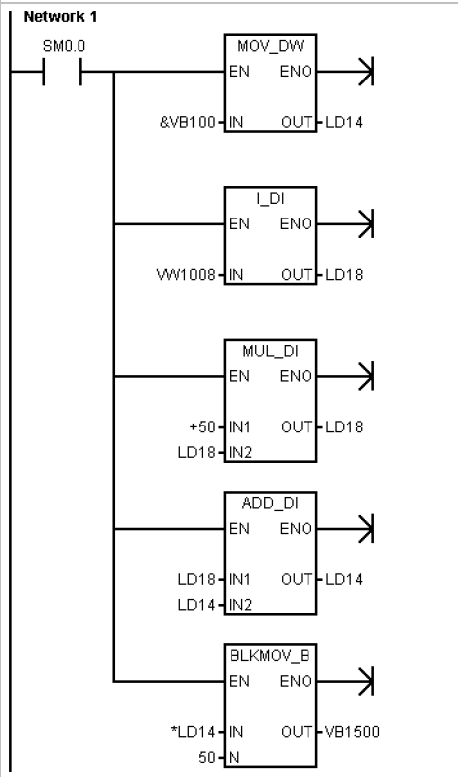 Network 1
SM0.0
MOV_DW
EN ENO
&VB100 IN OUT LD14
I_DI
EN ENO
VW1008 IN OUT LD18
MUL_DI
EN ENO
+50 IN1 OUT LD18
LD18 IN2
ADD_DI
EN ENO
LD18 IN1 OUT LD14
LD14 IN2
BLKMOV_B
EN ENO
*LD14 IN OUT VB1500
50 N